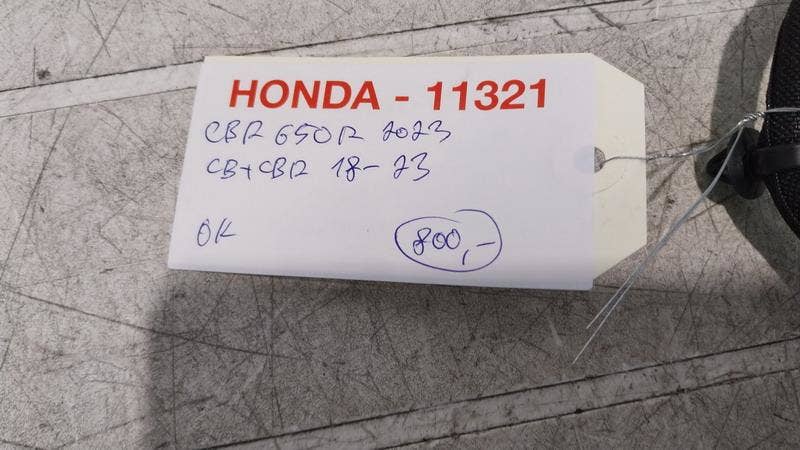 HONDA - 11321
CBR 650R 2023
CB+CBR 18-23
OK
800,-